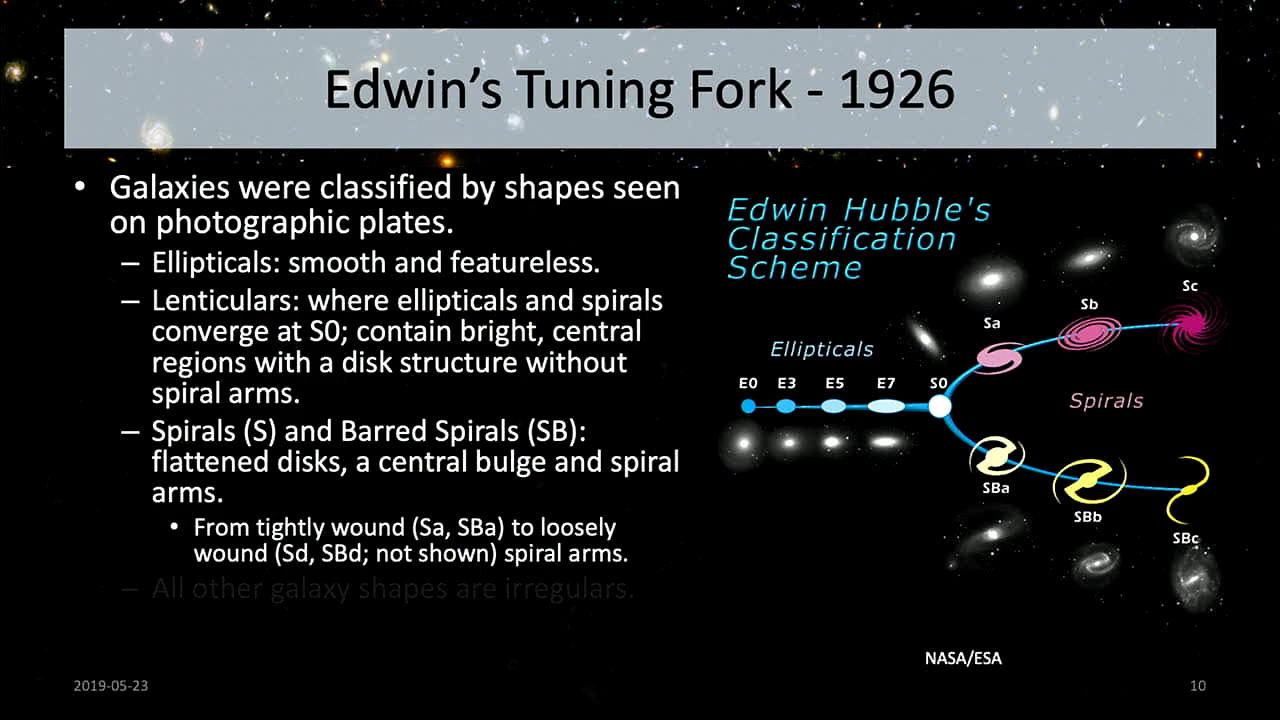 Edwin’s Tuning Fork - 1926
• Galaxies were classified by shapes seen
on photographic plates.
– Ellipticals: smooth and featureless.
– Lenticulars: where ellipticals and spirals
converge at S0; contain bright, central
regions with a disk structure without
spiral arms.
– Spirals (S) and Barred Spirals (SB):
flattened disks, a central bulge and spiral
arms.
• From tightly wound (Sa, SBa) to loosely
wound (Sd, SBd; not shown) spiral arms.
– All other galaxy shapes are irregulars.
Edwin Hubble's
Classification
Scheme
Ellipticals
E0 E3 E5 E7 S0
Sa
Sb
Sc
Spirals
SBa
SBb
SBc
NASA/ESA
2019-05-23
10